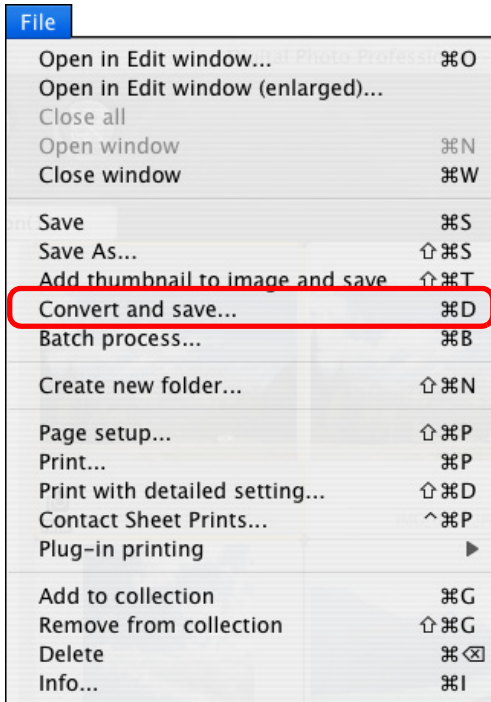 File
Open in Edit window... ⌘O
Open in Edit window (enlarged)...
Close all
Open window ⌘N
Close window ⌘W
Save ⌘S
Save As... ⇧⌘S
Add thumbnail to image and save ⇧⌘T
Convert and save... ⌘D
Batch process... ⌘B
Create new folder... ⇧⌘N
Page setup... ⇧⌘P
Print... ⌘P
Print with detailed setting... ⇧⌘D
Contact Sheet Prints... ^⌘P
Plug-in printing ▶
Add to collection ⌘G
Remove from collection ⇧⌘G
Delete ⌘⌫
Info... ⌘I